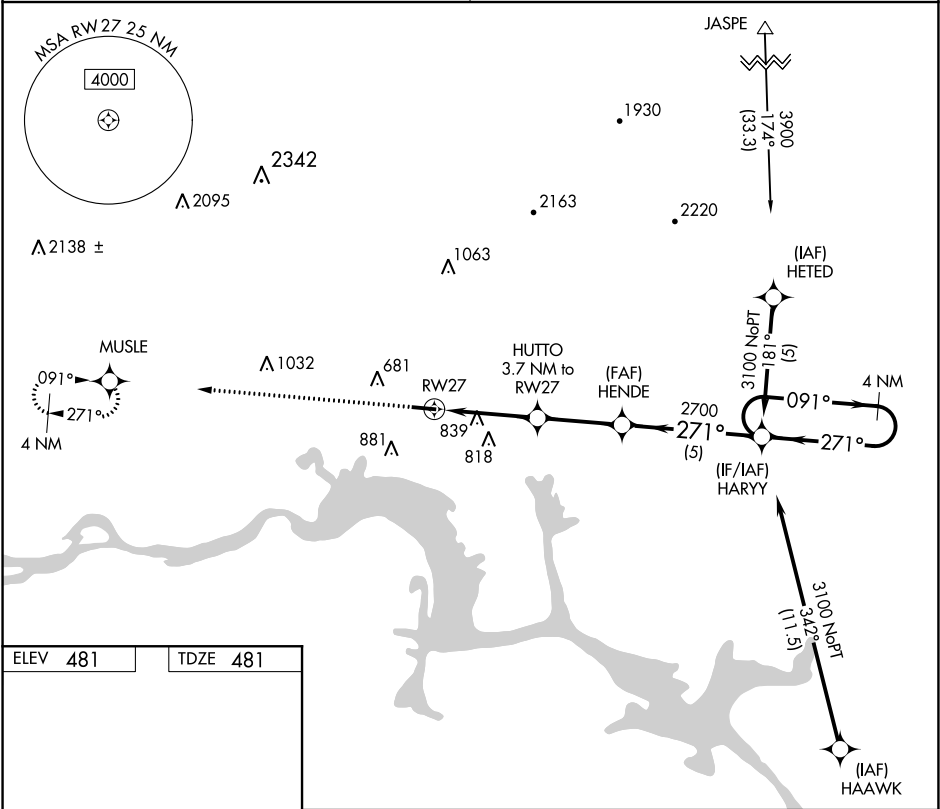 MSA RW27 25 NM
4000
JASPE
3900
174°
(33.3)
1930
2342
2095
2163
2220
2138 ±
1063
(IAF)
HETED
3100 NoPT
181°
(5)
MUSLE
091°
271°
4 NM
1032
681
RW27
HUTTO
3.7 NM to
RW27
(FAF)
HENDE
2700
271°
(5)
4 NM
091°
271°
839
881
818
(IF/IAF)
HARYY
3100 NoPT
342°
(11.5)
ELEV 481
TDZE 481
(IAF)
HAAWK